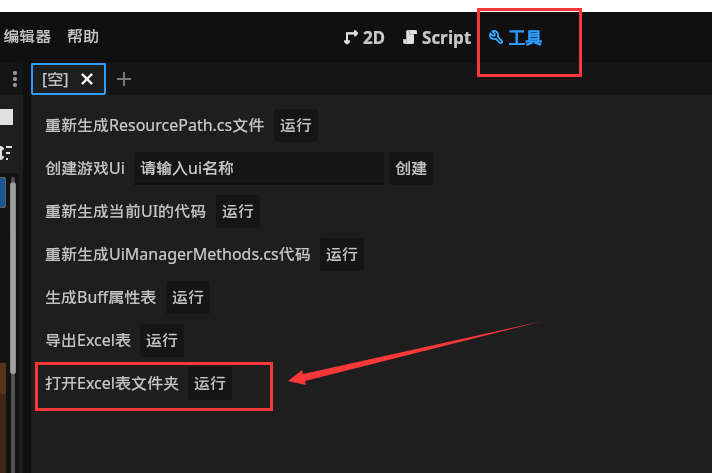 编辑器 帮助 2D Script 工具
[空]
重新生成ResourcePath.cs文件 运行
创建游戏Ui 请输入ui名称 创建
重新生成当前UI的代码 运行
重新生成UiManagerMethods.cs代码 运行
生成Buff属性表 运行
导出Excel表 运行
打开Excel表文件夹 运行